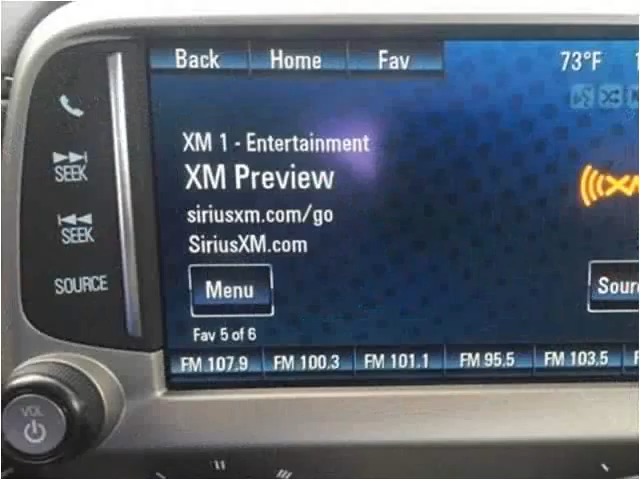 Back Home Fav 73°F
XM 1 - Entertainment
XM Preview
siriusxm.com/go
SiriusXM.com
SEEK
SEEK
SOURCE
Menu
Fav 5 of 6
FM 107.9 FM 100.3 FM 101.1 FM 95.5 FM 103.5 F
VOL